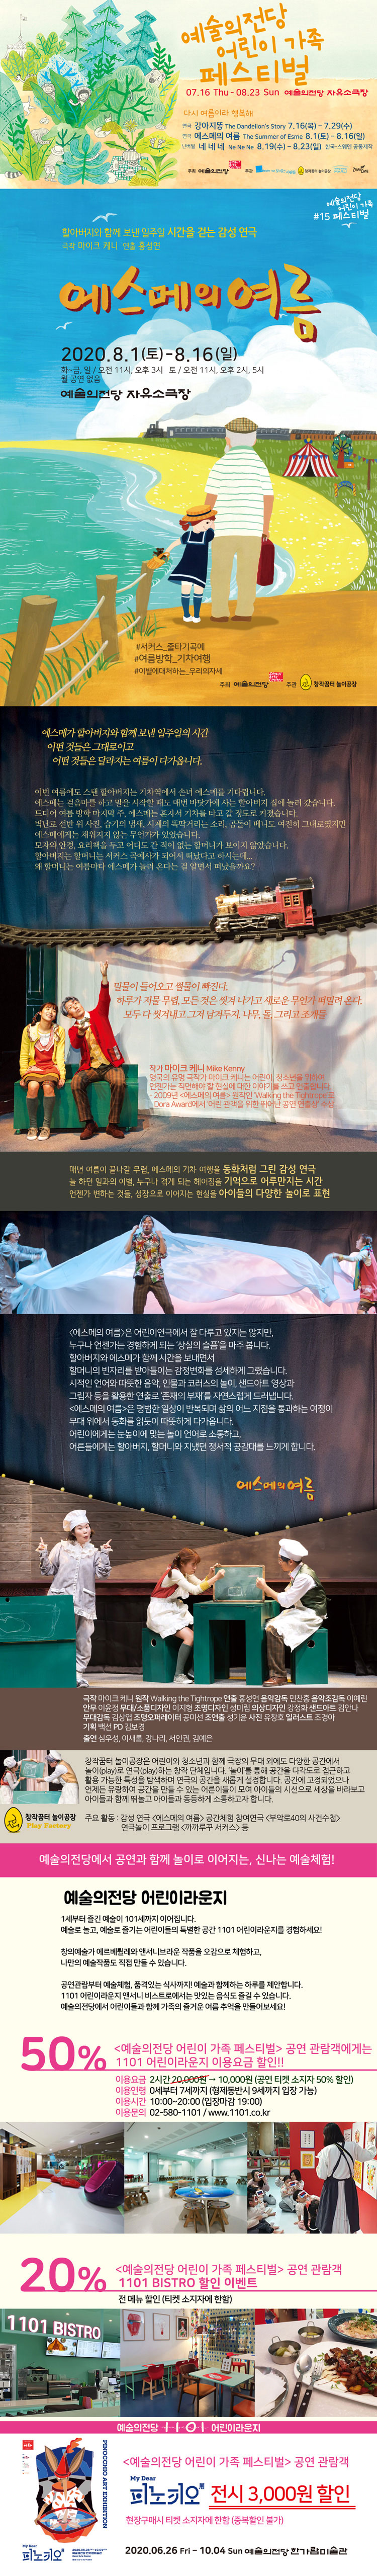 예술의전당
어린이 가족
페스티벌
07.16 Thu - 08.23 Sun 예술의전당 자유소극장
다시 여름이라 행복해
연극 강아지똥 The Dandelion's Story 7.16(목) – 7.29(수)
연극 에스메의 여름 The Summer of Esme 8.1(토) – 8.16(일)
넌버벌 네 네 네 Ne Ne Ne 8.19(수) – 8.23(일) 한국-스웨덴 공동제작
주최 예술의전당 주관 창작꿈터 놀이공장
예술의전당
어린이 가족
#15 페스티벌
할아버지와 함께 보낸 일주일 시간을 걷는 감성 연극
극작 마이크 케니 연출 홍성연
에스메의 여름
2020.8.1(토)-8.16(일)
화~금, 일 / 오전 11시, 오후 3시 토 / 오전 11시, 오후 2시, 5시
월 공연 없음
예술의전당 자유소극장
#서커스_줄타기곡예
#여름방학_기차여행
#이별에대처하는_우리의자세
주최 예술의전당 주관 창작꿈터 놀이공장
에스메가 할아버지와 함께 보낸 일주일의 시간
어떤 것들은 그대로이고
어떤 것들은 달라지는 여름이 다가옵니다.
이번 여름에도 스탠 할아버지는 기차역에서 손녀 에스메를 기다립니다.
에스메는 걸음마를 하고 말을 시작할 때도 매번 바닷가에 사는 할아버지 집에 놀러 갔습니다.
드디어 여름 방학 마지막 주, 에스메는 혼자서 기차를 타고 갈 정도로 커졌습니다.
벽난로 선반 위 사진, 습기의 냄새, 시계의 똑딱거리는 소리, 곰돌이 베니도 여전히 그대로였지만
에스메에게는 채워지지 않는 무언가가 있었습니다.
모자와 안경, 요리책을 두고 어디도 간 적이 없는 할머니가 보이지 않았습니다.
할아버지는 할머니는 서커스 곡예사가 되어서 떠났다고 하시는데...
왜 할머니는 여름마다 에스메가 놀러 온다는 걸 알면서 떠났을까요?
밀물이 들어오고 썰물이 빠진다.
하루가 저물 무렵, 모든 것은 씻겨 나가고 새로운 무언가 떠밀려 온다.
모두 다 씻겨내고 그저 남겨두지. 나무, 돌, 그리고 조개들
작가 마이크 케니 Mike Kenny
영국의 유명 극작가 마이크 케니는 어린이, 청소년을 위하여
언젠가는 직면해야 할 현실에 대한 이야기를 쓰고 연출합니다.
- 2009년 <에스메의 여름> 원작인 'Walking the Tightrope'로
Dora Award에서 '어린 관객을 위한 뛰어난 공연 연출상' 수상
매년 여름이 끝나갈 무렵, 에스메의 기차 여행을 동화처럼 그린 감성 연극
늘 하던 일과의 이별, 누구나 겪게 되는 헤어짐을 기억으로 어루만지는 시간
언젠가 변하는 것들, 성장으로 이어지는 현실을 아이들의 다양한 놀이로 표현
<에스메의 여름>은 어린이연극에서 잘 다루고 있지는 않지만,
누구나 언젠가는 경험하게 되는 '상실의 슬픔'을 마주 봅니다.
할아버지와 에스메가 함께 시간을 보내면서
할머니의 빈자리를 받아들이는 감정변화를 섬세하게 그렸습니다.
시적인 언어와 따뜻한 음악, 인물과 코러스의 놀이, 샌드아트 영상과
그림자 등을 활용한 연출로 '존재의 부재'를 자연스럽게 드러냅니다.
<에스메의 여름>은 평범한 일상이 반복되며 삶의 어느 지점을 통과하는 여정이
무대 위에서 동화를 읽듯이 따뜻하게 다가옵니다.
어린이에게는 눈높이에 맞는 놀이 언어로 소통하고,
어른들에게는 할아버지, 할머니와 지냈던 정서적 공감대를 느끼게 합니다.
에스메의 여름
극작 마이크 케니 원작 Walking the Tightrope 연출 홍성연 음악감독 민찬홍 음악조감독 이예린
안무 이윤정 무대/소품디자인 이지형 조명디자인 성미림 의상디자인 강정화 샌드아트 김안나
무대감독 김상엽 조명오퍼레이터 공미선 조연출 성기윤 사진 유장호 일러스트 조경아
기획 백선 PD 김보경
출연 심우성, 이새롬, 강나리, 서인권, 김예은
창작꿈터 놀이공장은 어린이와 청소년과 함께 극장의 무대 외에도 다양한 공간에서
놀이(play)로 연극(play)하는 창작 단체입니다. '놀이'를 통해 공간을 다각도로 접근하고
활용 가능한 특성을 탐색하며 연극의 공간을 새롭게 설정합니다. 공간에 고정되었으나
언제든 유랑하며 공간을 만들 수 있는 어른이들이 모여 아이들의 시선으로 세상을 바라보고
아이들과 함께 뛰놀고 아이들과 동등하게 소통하고자 합니다.
창작꿈터 놀이공장
Play Factory
주요 활동 : 감성 연극 <에스메의 여름> 공간체험 참여연극 <부악로40의 사건수첩>
연극놀이 프로그램 <까까루꾸 서커스> 등
예술의전당에서 공연과 함께 놀이로 이어지는, 신나는 예술체험!
예술의전당 어린이라운지
1세부터 즐긴 예술이 101세까지 이어집니다.
예술로 놀고, 예술로 즐기는 어린이들의 특별한 공간 1101 어린이라운지를 경험하세요!
창의예술가 에르베튈레와 앤서니브라운 작품을 오감으로 체험하고,
나만의 예술작품도 직접 만들 수 있습니다.
공연관람부터 예술체험, 품격있는 식사까지! 예술과 함께하는 하루를 제안합니다.
1101 어린이라운지 앤서니 비스트로에서는 맛있는 음식도 즐길 수 있습니다.
예술의전당에서 어린이들과 함께 가족의 즐거운 여름 추억을 만들어보세요!
50% <예술의전당 어린이 가족 페스티벌> 공연 관람객에게는
1101 어린이라운지 이용요금 할인!!
이용요금 2시간 20,000원 → 10,000원 (공연 티켓 소지자 50% 할인)
이용연령 0세부터 7세까지 (형제동반시 9세까지 입장 가능)
이용시간 10:00~20:00 (입장마감 19:00)
이용문의 02-580-1101 / www.1101.co.kr
20% <예술의전당 어린이 가족 페스티벌> 공연 관람객
1101 BISTRO 할인 이벤트
전 메뉴 할인 (티켓 소지자에 한함)
1101 BISTRO
예술의전당 1101 어린이라운지
PINOCCHIO ART EXHIBITION
My Dear
피노키오展
<예술의전당 어린이 가족 페스티벌> 공연 관람객
My Dear
피노키오展 전시 3,000원 할인
현장구매시 티켓 소지자에 한함 (중복할인 불가)
2020.06.26 Fri - 10.04 Sun 예술의전당 한가람미술관